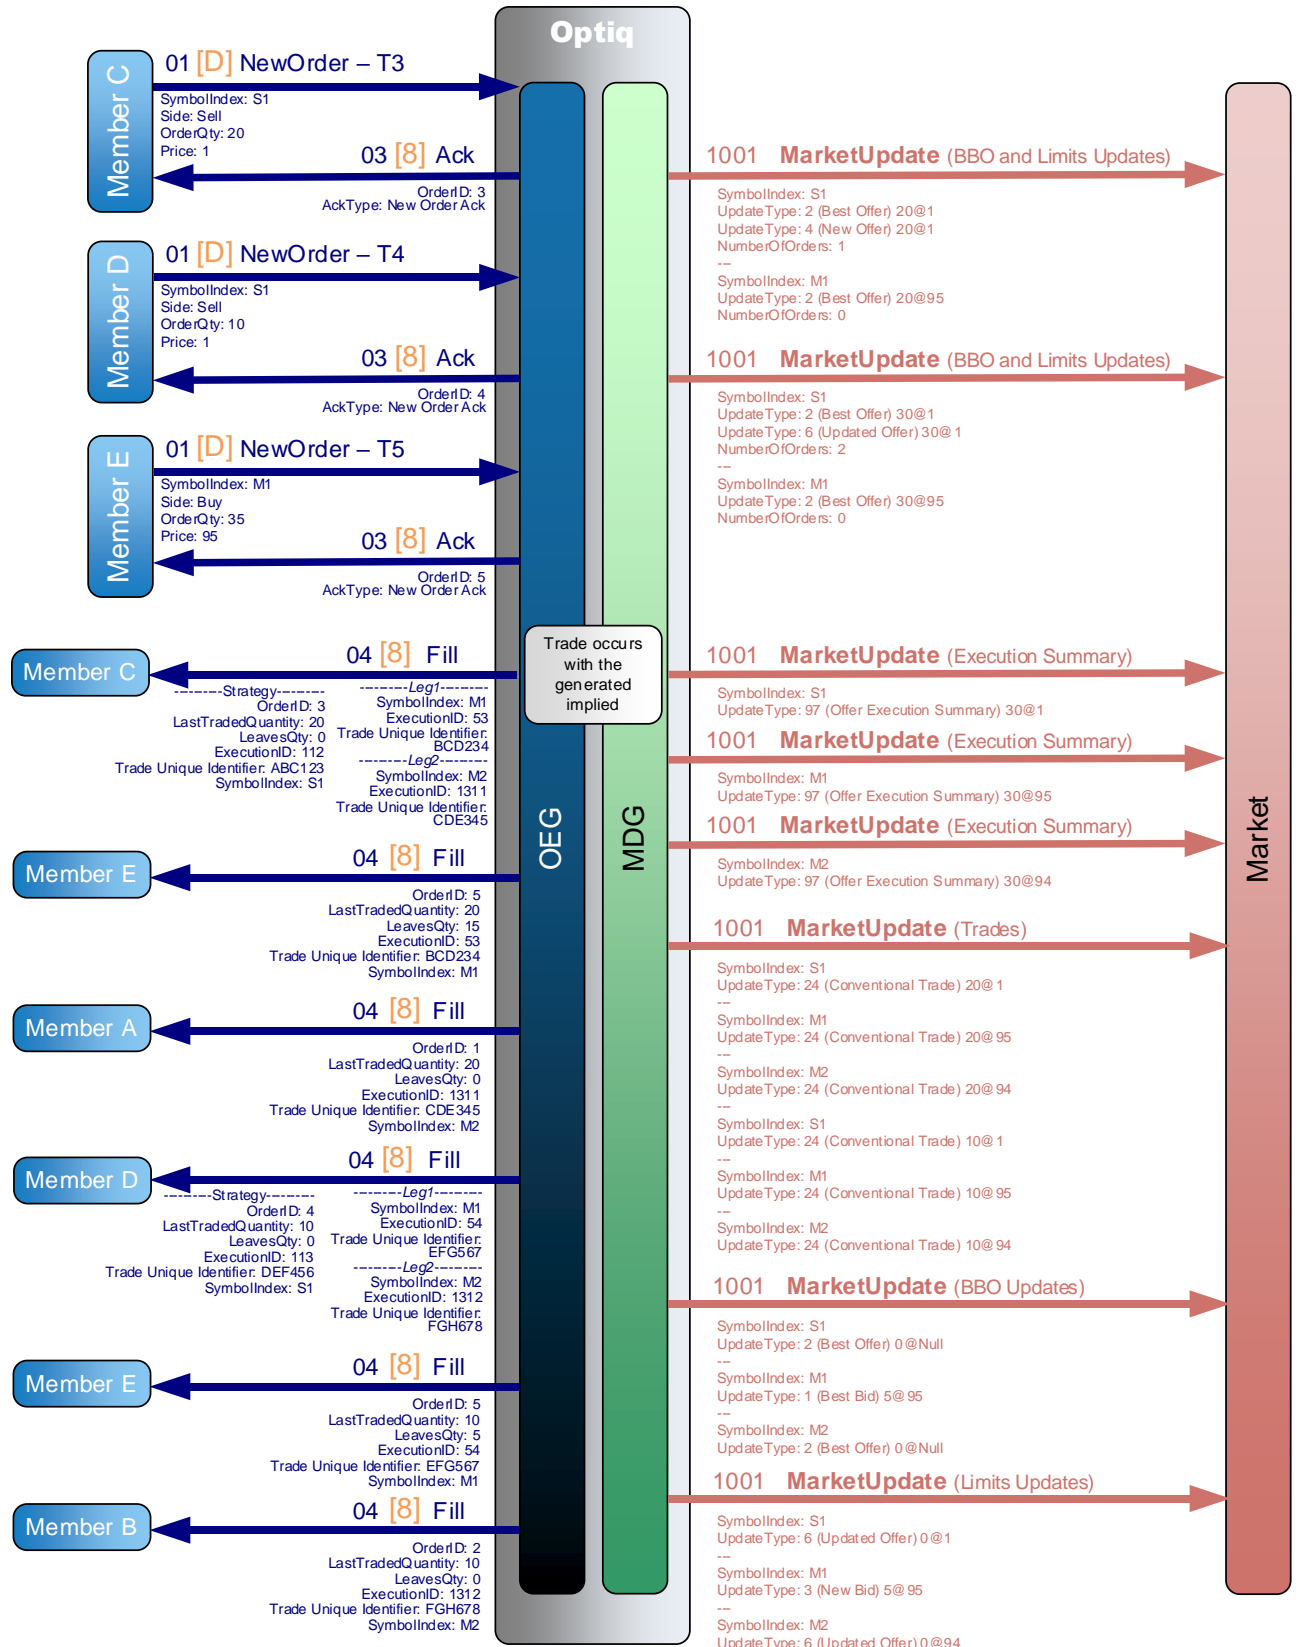 Optiq
Member C
01 [D] NewOrder – T3
SymbolIndex: S1
Side: Sell
OrderQty: 20
Price: 1
03 [8] Ack
OrderID: 3
AckType: New Order Ack
1001 MarketUpdate (BBO and Limits Updates)
SymbolIndex: S1
UpdateType: 2 (Best Offer) 20@1
UpdateType: 4 (New Offer) 20@1
NumberOfOrders: 1
---
SymbolIndex: M1
UpdateType: 2 (Best Offer) 20@95
NumberOfOrders: 0
Member D
01 [D] NewOrder – T4
SymbolIndex: S1
Side: Sell
OrderQty: 10
Price: 1
03 [8] Ack
OrderID: 4
AckType: New Order Ack
1001 MarketUpdate (BBO and Limits Updates)
SymbolIndex: S1
UpdateType: 2 (Best Offer) 30@1
UpdateType: 6 (Updated Offer) 30@1
NumberOfOrders: 2
---
SymbolIndex: M1
UpdateType: 2 (Best Offer) 30@95
NumberOfOrders: 0
Member E
01 [D] NewOrder – T5
SymbolIndex: M1
Side: Buy
OrderQty: 35
Price: 95
03 [8] Ack
OrderID: 5
AckType: New Order Ack
Trade occurs
with the
generated
implied
OEG
MDG
Market
Member C
04 [8] Fill
---------Strategy----------
OrderID: 3
LastTradedQuantity: 20
LeavesQty: 0
ExecutionID: 112
Trade Unique Identifier: ABC123
SymbolIndex: S1
----------Leg1----------
SymbolIndex: M1
ExecutionID: 53
Trade Unique Identifier:
BCD234
----------Leg2----------
SymbolIndex: M2
ExecutionID: 1311
Trade Unique Identifier:
CDE345
1001 MarketUpdate (Execution Summary)
SymbolIndex: S1
UpdateType: 97 (Offer Execution Summary) 30@1
1001 MarketUpdate (Execution Summary)
SymbolIndex: M1
UpdateType: 97 (Offer Execution Summary) 30@95
1001 MarketUpdate (Execution Summary)
SymbolIndex: M2
UpdateType: 97 (Offer Execution Summary) 30@94
Member E
04 [8] Fill
OrderID: 5
LastTradedQuantity: 20
LeavesQty: 15
ExecutionID: 53
Trade Unique Identifier: BCD234
SymbolIndex: M1
1001 MarketUpdate (Trades)
SymbolIndex: S1
UpdateType: 24 (Conventional Trade) 20@1
---
SymbolIndex: M1
UpdateType: 24 (Conventional Trade) 20@95
---
SymbolIndex: M2
UpdateType: 24 (Conventional Trade) 20@94
---
SymbolIndex: S1
UpdateType: 24 (Conventional Trade) 10@1
---
SymbolIndex: M1
UpdateType: 24 (Conventional Trade) 10@95
---
SymbolIndex: M2
UpdateType: 24 (Conventional Trade) 10@94
Member A
04 [8] Fill
OrderID: 1
LastTradedQuantity: 20
LeavesQty: 0
ExecutionID: 1311
Trade Unique Identifier: CDE345
SymbolIndex: M2
Member D
04 [8] Fill
---------Strategy----------
OrderID: 4
LastTradedQuantity: 10
LeavesQty: 0
ExecutionID: 113
Trade Unique Identifier: DEF456
SymbolIndex: S1
----------Leg1----------
SymbolIndex: M1
ExecutionID: 54
Trade Unique Identifier:
EFG567
----------Leg2----------
SymbolIndex: M2
ExecutionID: 1312
Trade Unique Identifier:
FGH678
1001 MarketUpdate (BBO Updates)
SymbolIndex: S1
UpdateType: 2 (Best Offer) 0@Null
---
SymbolIndex: M1
UpdateType: 1 (Best Bid) 5@95
---
SymbolIndex: M2
UpdateType: 2 (Best Offer) 0@Null
Member E
04 [8] Fill
OrderID: 5
LastTradedQuantity: 10
LeavesQty: 5
ExecutionID: 54
Trade Unique Identifier: EFG567
SymbolIndex: M1
1001 MarketUpdate (Limits Updates)
SymbolIndex: S1
UpdateType: 6 (Updated Offer) 0@1
---
SymbolIndex: M1
UpdateType: 3 (New Bid) 5@95
---
SymbolIndex: M2
UpdateType: 6 (Updated Offer) 0@94
Member B
04 [8] Fill
OrderID: 2
LastTradedQuantity: 10
LeavesQty: 0
ExecutionID: 1312
Trade Unique Identifier: FGH678
SymbolIndex: M2